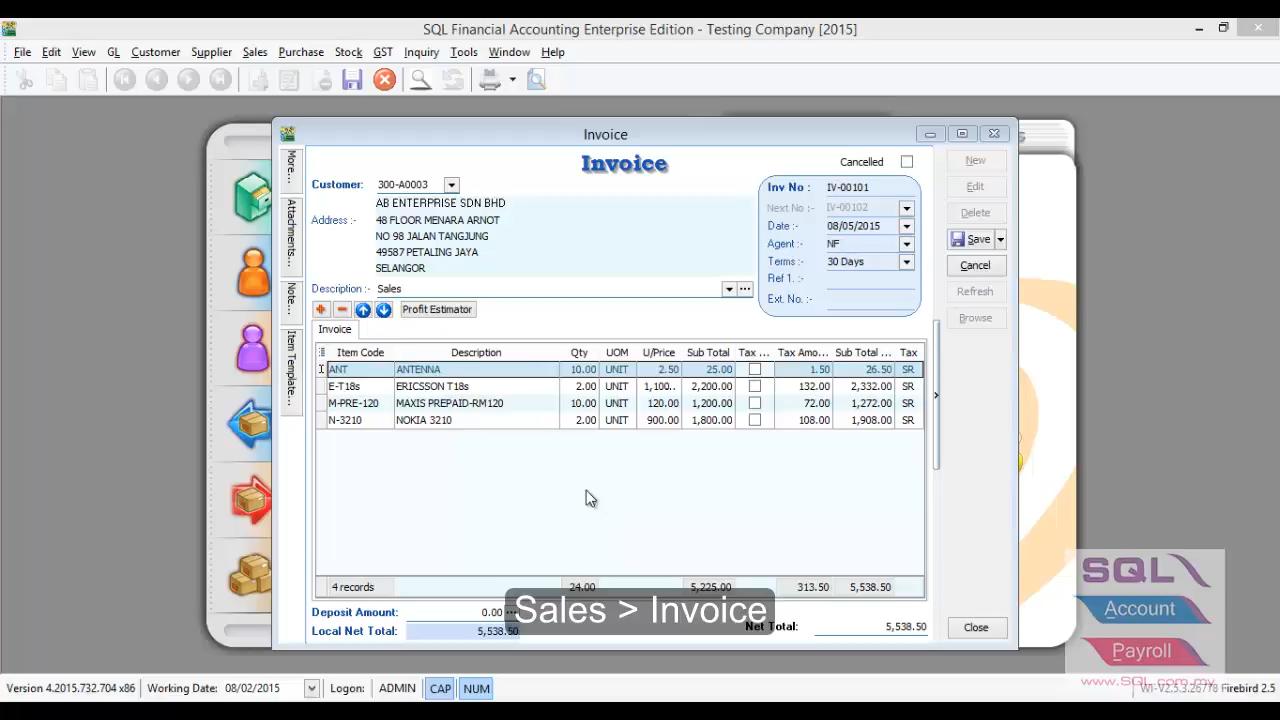 SQL Financial Accounting Enterprise Edition - Testing Company [2015]
File Edit View GL Customer Supplier Sales Purchase Stock GST Inquiry Tools Window Help
Invoice
More...
Attachments...
Note...
Item Template...
Invoice
Cancelled
Customer: 300-A0003
AB ENTERPRISE SDN BHD
Address :- 48 FLOOR MENARA ARNOT
NO 98 JALAN TANGJUNG
49587 PETALING JAYA
SELANGOR
Description :- Sales
Inv No : IV-00101
Next No :- IV-00102
Date :- 08/05/2015
Agent :- NF
Terms :- 30 Days
Ref 1. :-
Ext. No. :-
New
Edit
Delete
Save
Cancel
Refresh
Browse
Profit Estimator
Invoice
Item Code Description Qty UOM U/Price Sub Total Tax ... Tax Amo... Sub Total ... Tax
ANT ANTENNA 10.00 UNIT 2.50 25.00 1.50 26.50 SR
E-T18s ERICSSON T18s 2.00 UNIT 1,100.. 2,200.00 132.00 2,332.00 SR
M-PRE-120 MAXIS PREPAID-RM120 10.00 UNIT 120.00 1,200.00 72.00 1,272.00 SR
N-3210 NOKIA 3210 2.00 UNIT 900.00 1,800.00 108.00 1,908.00 SR
4 records 24.00 5,225.00 313.50 5,538.50
Deposit Amount: 0.00
Local Net Total: 5,538.50
Net Total: 5,538.50
Sales > Invoice
Close
SQL
Account
Payroll
www.SQL.com.my
Version 4.2015.732.704 x86 Working Date: 08/02/2015 Logon: ADMIN CAP NUM WI-V2.5.3.26778 Firebird 2.5